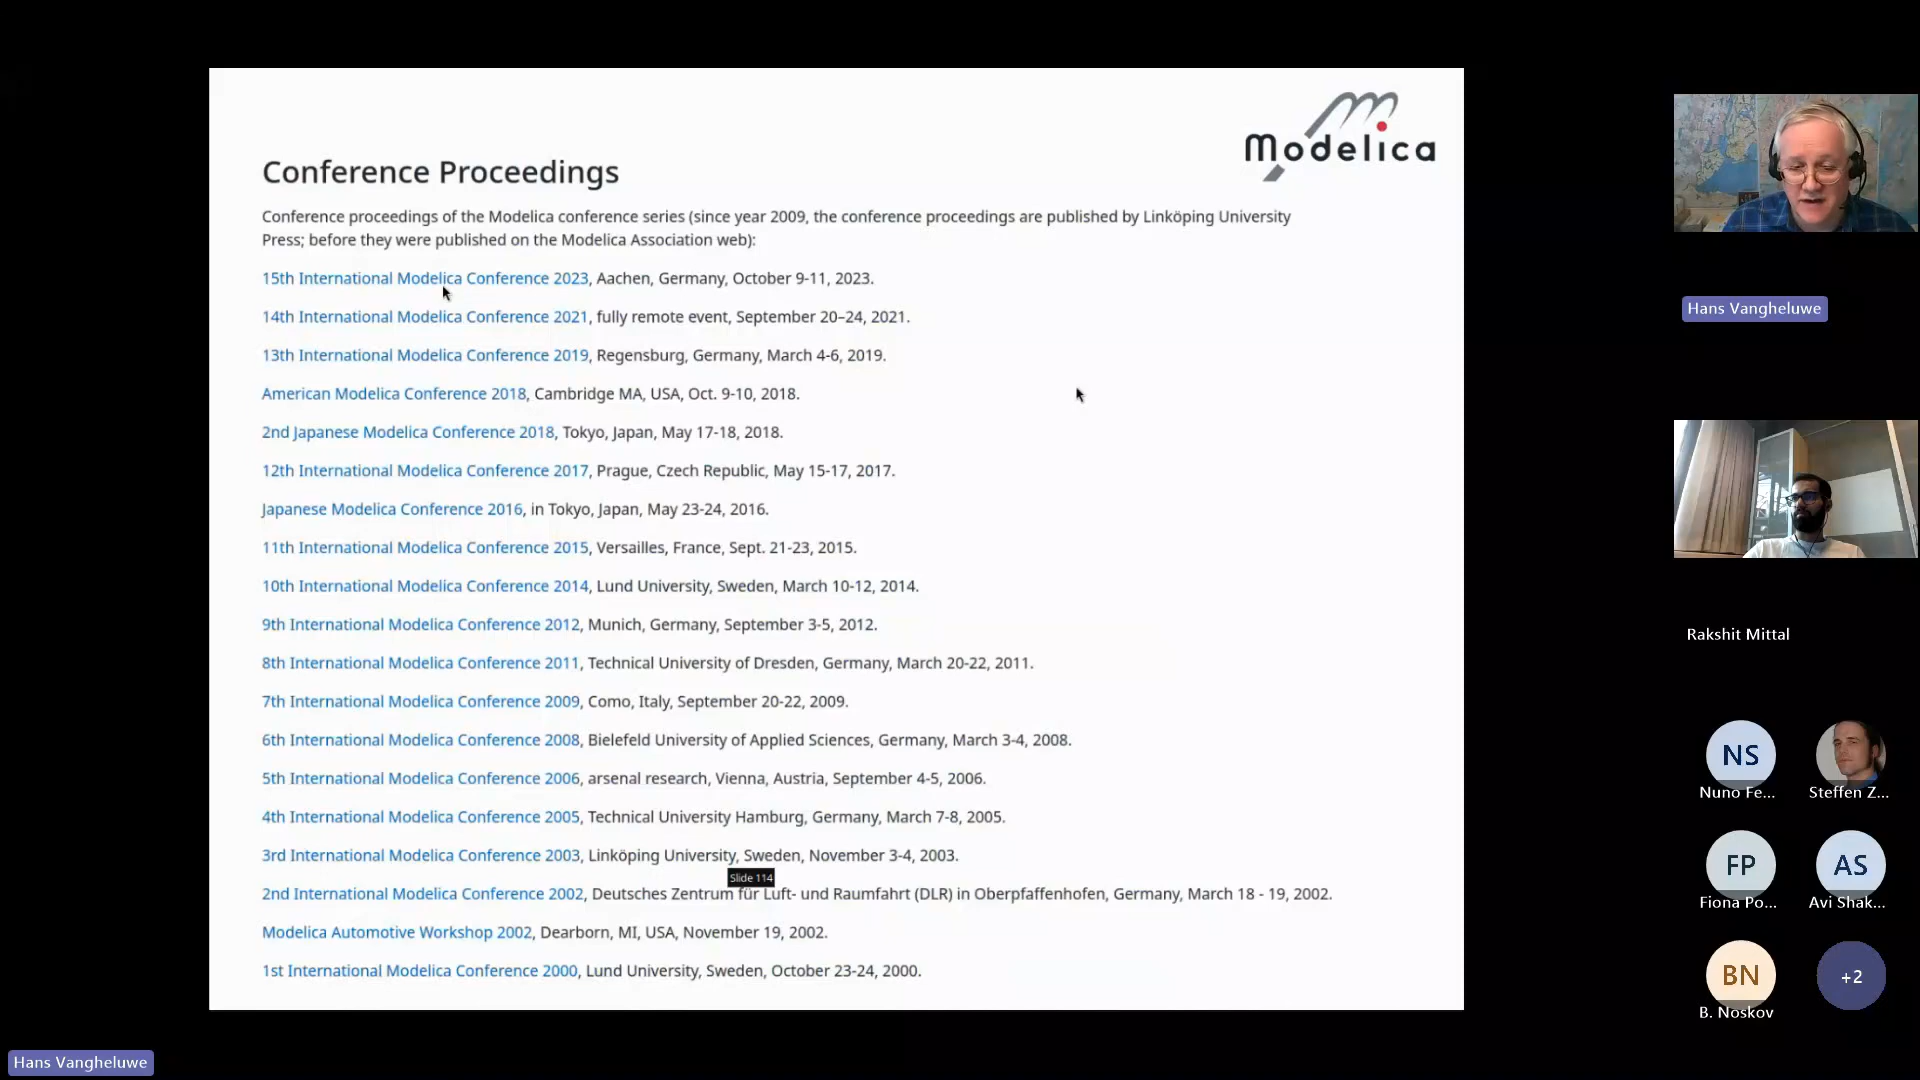 Modelica
Conference Proceedings
Conference proceedings of the Modelica conference series (since year 2009, the conference proceedings are published by Linköping University
Press; before they were published on the Modelica Association web):
15th International Modelica Conference 2023, Aachen, Germany, October 9-11, 2023.
14th International Modelica Conference 2021, fully remote event, September 20–24, 2021.
13th International Modelica Conference 2019, Regensburg, Germany, March 4-6, 2019.
American Modelica Conference 2018, Cambridge MA, USA, Oct. 9-10, 2018.
2nd Japanese Modelica Conference 2018, Tokyo, Japan, May 17-18, 2018.
12th International Modelica Conference 2017, Prague, Czech Republic, May 15-17, 2017.
Japanese Modelica Conference 2016, in Tokyo, Japan, May 23-24, 2016.
11th International Modelica Conference 2015, Versailles, France, Sept. 21-23, 2015.
10th International Modelica Conference 2014, Lund University, Sweden, March 10-12, 2014.
9th International Modelica Conference 2012, Munich, Germany, September 3-5, 2012.
8th International Modelica Conference 2011, Technical University of Dresden, Germany, March 20-22, 2011.
7th International Modelica Conference 2009, Como, Italy, September 20-22, 2009.
6th International Modelica Conference 2008, Bielefeld University of Applied Sciences, Germany, March 3-4, 2008.
5th International Modelica Conference 2006, arsenal research, Vienna, Austria, September 4-5, 2006.
4th International Modelica Conference 2005, Technical University Hamburg, Germany, March 7-8, 2005.
3rd International Modelica Conference 2003, Linköping University, Sweden, November 3-4, 2003.
Slide 114
2nd International Modelica Conference 2002, Deutsches Zentrum für Luft- und Raumfahrt (DLR) in Oberpfaffenhofen, Germany, March 18 - 19, 2002.
Modelica Automotive Workshop 2002, Dearborn, MI, USA, November 19, 2002.
1st International Modelica Conference 2000, Lund University, Sweden, October 23-24, 2000.
Hans Vangheluwe
Rakshit Mittal
NS
Nuno Fe...
Steffen Z...
FP
Fiona Po...
AS
Avi Shak...
BN
B. Noskov
+2
Hans Vangheluwe